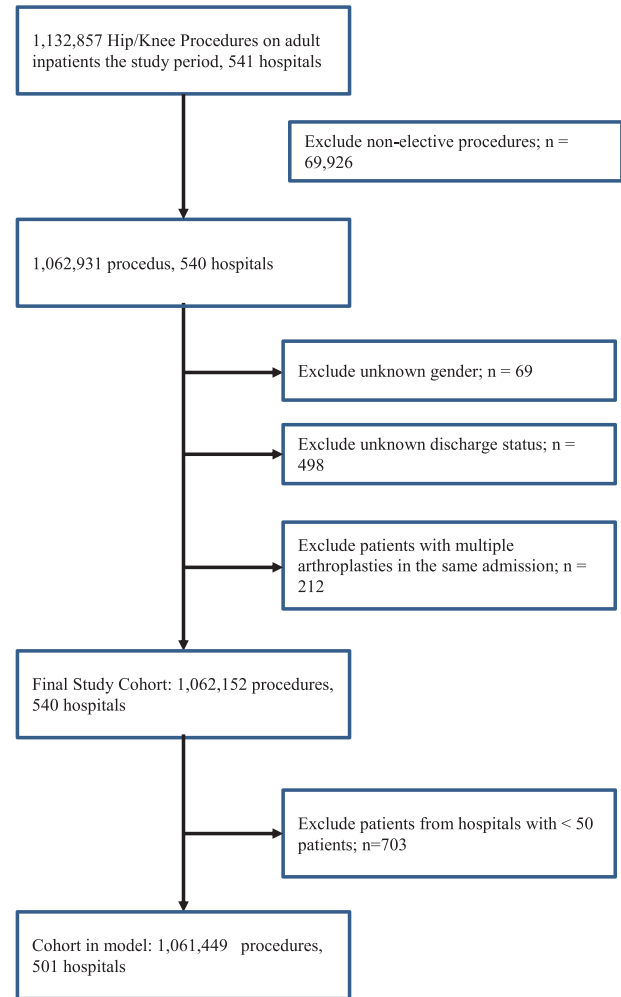 1,132,857 Hip/Knee Procedures on adult
inpatients the study period, 541 hospitals
Exclude non-elective procedures; n =
69,926
1,062,931 procedus, 540 hospitals
Exclude unknown gender; n = 69
Exclude unknown discharge status; n =
498
Exclude patients with multiple
arthroplasties in the same admission; n =
212
Final Study Cohort: 1,062,152 procedures,
540 hospitals
Exclude patients from hospitals with < 50
patients; n=703
Cohort in model: 1,061,449 procedures,
501 hospitals